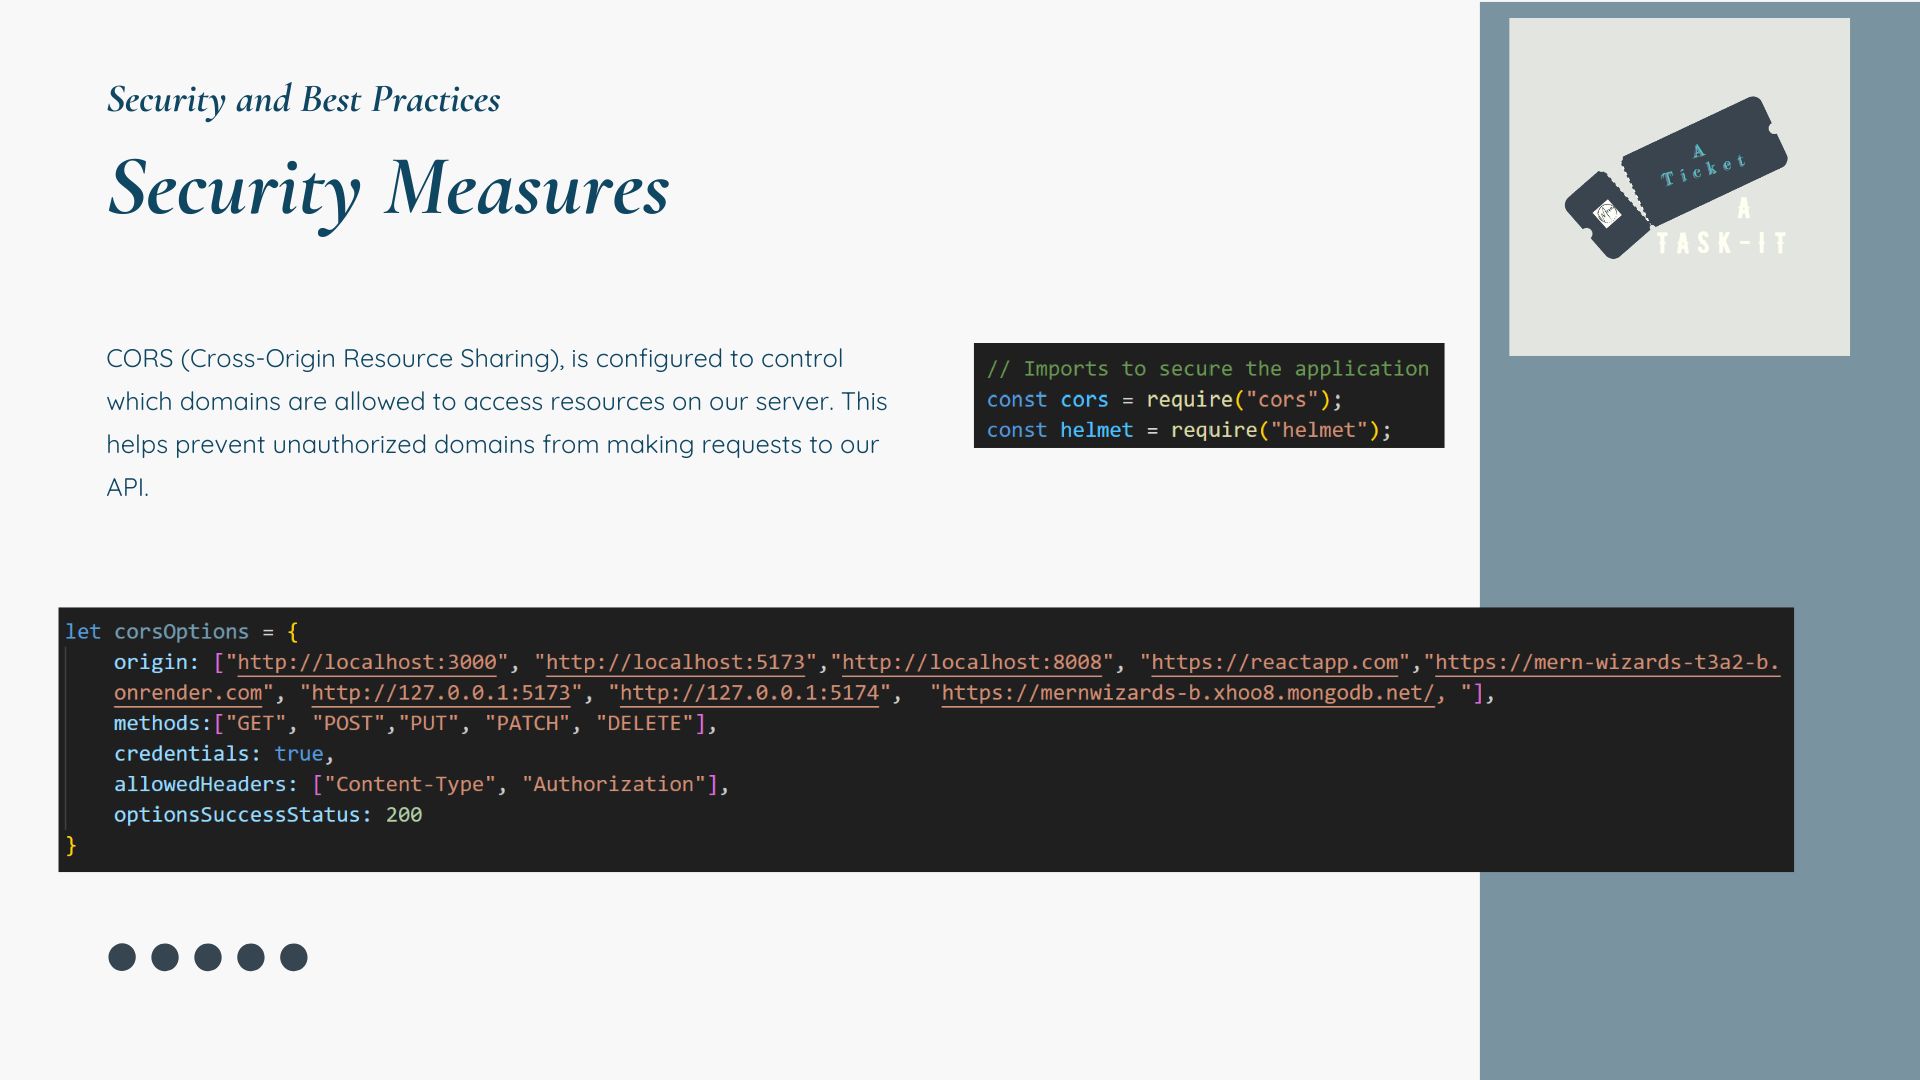 Security and Best Practices
Security Measures
CORS (Cross-Origin Resource Sharing), is configured to control
which domains are allowed to access resources on our server. This
helps prevent unauthorized domains from making requests to our
API.
// Imports to secure the application
const cors = require("cors");
const helmet = require("helmet");
A
Ticket
A
TASK-IT
let corsOptions = {
    origin: ["http://localhost:3000", "http://localhost:5173","http://localhost:8008", "https://reactapp.com","https://mern-wizards-t3a2-b.
    onrender.com", "http://127.0.0.1:5173", "http://127.0.0.1:5174",  "https://mernwizards-b.xhoo8.mongodb.net/, "],
    methods:["GET", "POST","PUT", "PATCH", "DELETE"],
    credentials: true,
    allowedHeaders: ["Content-Type", "Authorization"],
    optionsSuccessStatus: 200
}